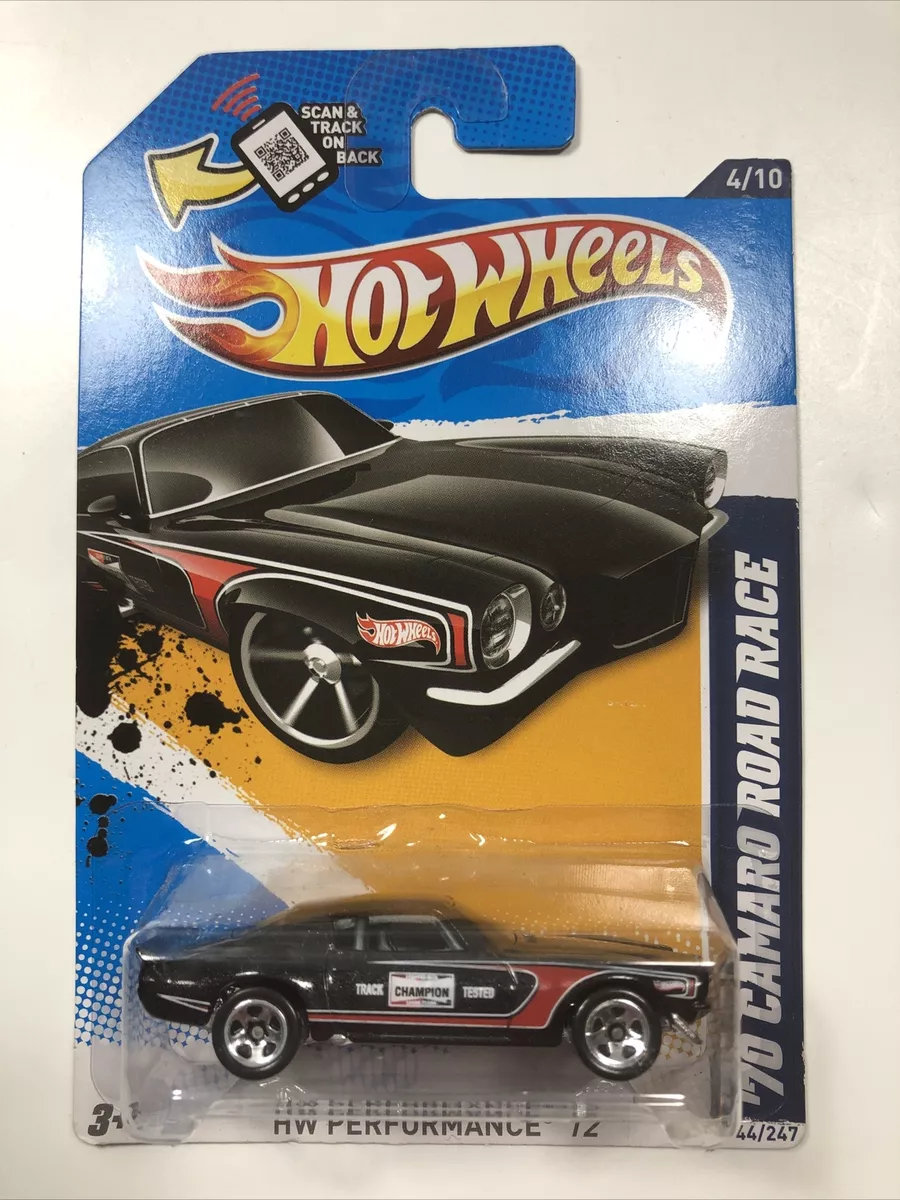 SCAN &
TRACK
ON
BACK
4/10
HOT WHEELS
HOT WHEELS
'70 CAMARO ROAD RACE
TRACK CHAMPION TESTED
3+
HW PERFORMANCE 12
44/247